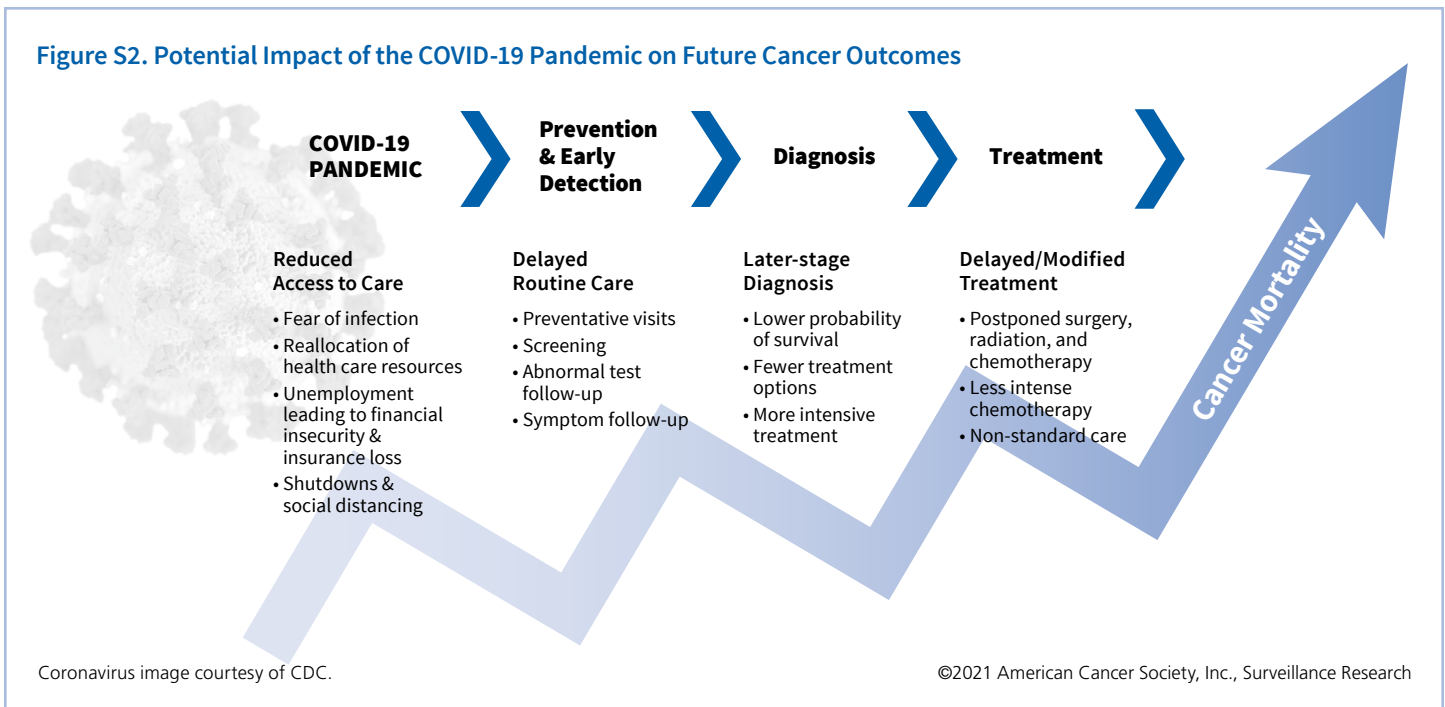 Figure S2. Potential Impact of the COVID-19 Pandemic on Future Cancer Outcomes
COVID-19
PANDEMIC
Prevention
& Early
Detection
Diagnosis
Treatment
Reduced
Access to Care
• Fear of infection
• Reallocation of
health care resources
• Unemployment
leading to financial
insecurity &
insurance loss
• Shutdowns &
social distancing
Delayed
Routine Care
• Preventative visits
• Screening
• Abnormal test
follow-up
• Symptom follow-up
Later-stage
Diagnosis
• Lower probability
of survival
• Fewer treatment
options
• More intensive
treatment
Delayed/Modified
Treatment
• Postponed surgery,
radiation, and
chemotherapy
• Less intense
chemotherapy
• Non-standard care
Cancer Mortality
Coronavirus image courtesy of CDC.
©2021 American Cancer Society, Inc., Surveillance Research